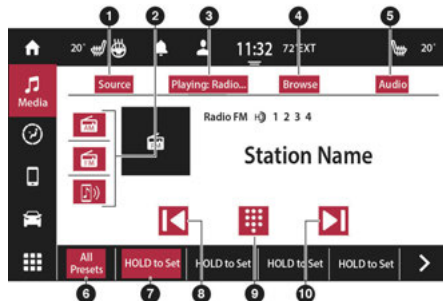 1 2 3 4 5
20° 11:32 72°EXT 20°
Media
Source Playing: Radio... Browse Audio
AM
FM
Radio FM HD 1 2 3 4
Station Name
All Presets HOLD to Set HOLD to Set HOLD to Set HOLD to Set
6 7 8 9 10